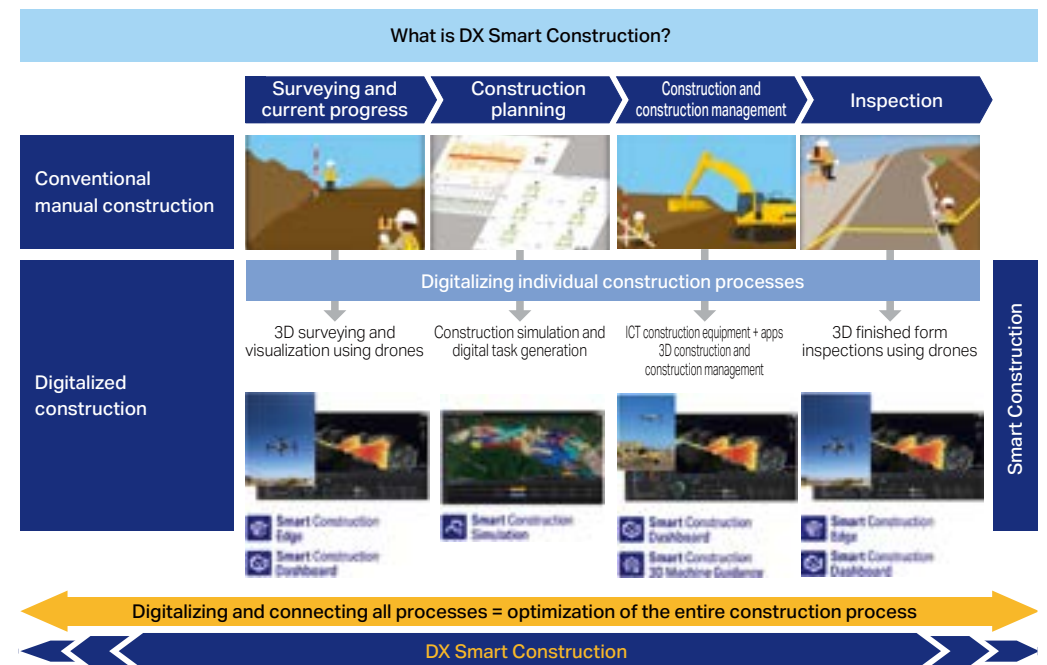 What is DX Smart Construction?
Surveying and
current progress
Construction
planning
Construction and
construction management
Inspection
Conventional
manual construction
Digitalized
construction
Digitalizing individual construction processes
3D surveying and
visualization using drones
Construction simulation and
digital task generation
ICT construction equipment + apps
3D construction and
construction management
3D finished form
inspections using drones
Smart Construction
Edge
Smart Construction
Dashboard
Smart Construction
Simulation
Smart Construction
Dashboard
Smart Construction
3D Machine Guidance
Smart Construction
Edge
Smart Construction
Dashboard
Smart Construction
Digitalizing and connecting all processes = optimization of the entire construction process
DX Smart Construction